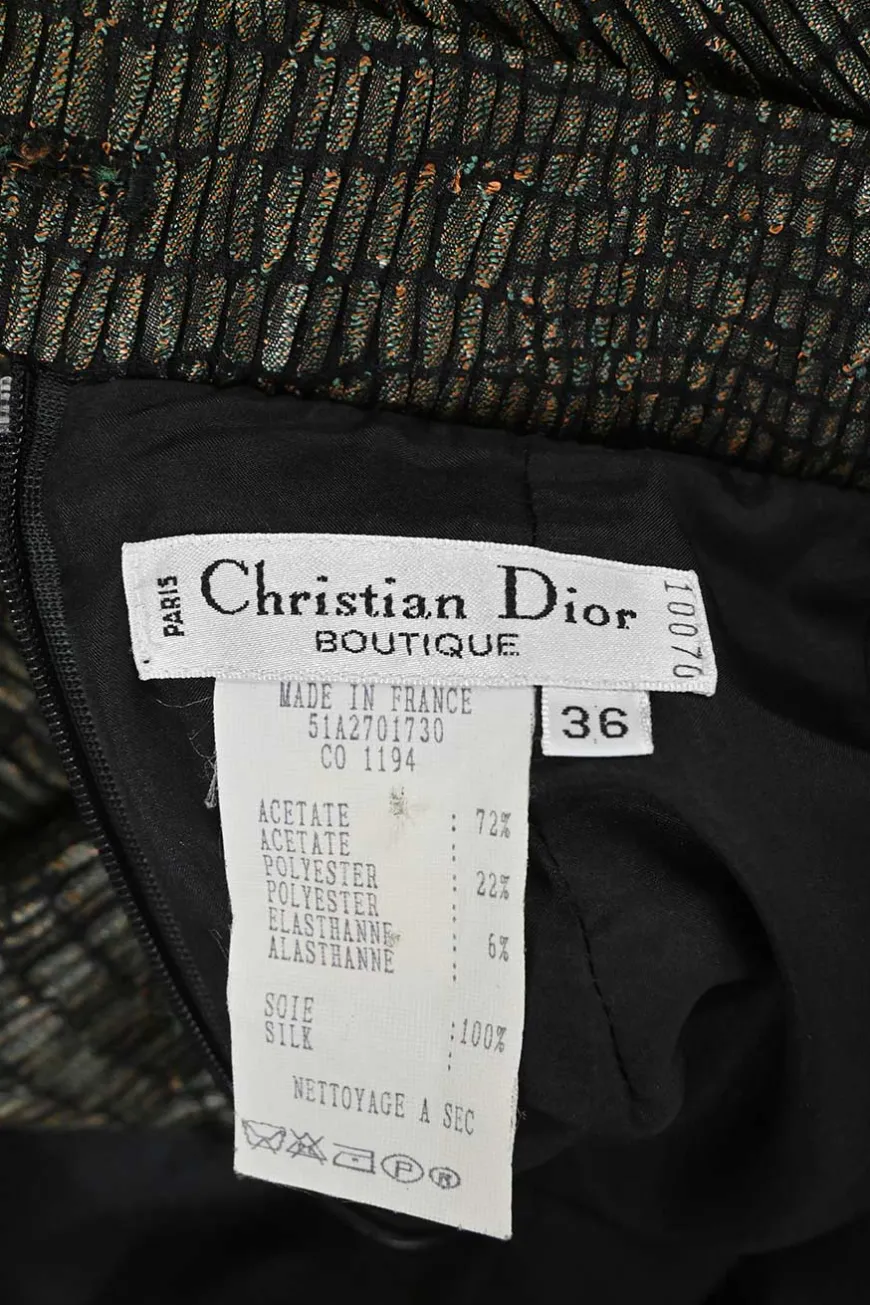 PARIS
Christian Dior
BOUTIQUE
10076
36
MADE IN FRANCE
51A2701730
CO 1194
ACETATE : 72%
ACETATE :
POLYESTER : 22%
POLYESTER :
ELASTHANNE : 6%
ALASTHANNE :
SOIE
SILK :100%
NETTOYAGE A SEC
P
R